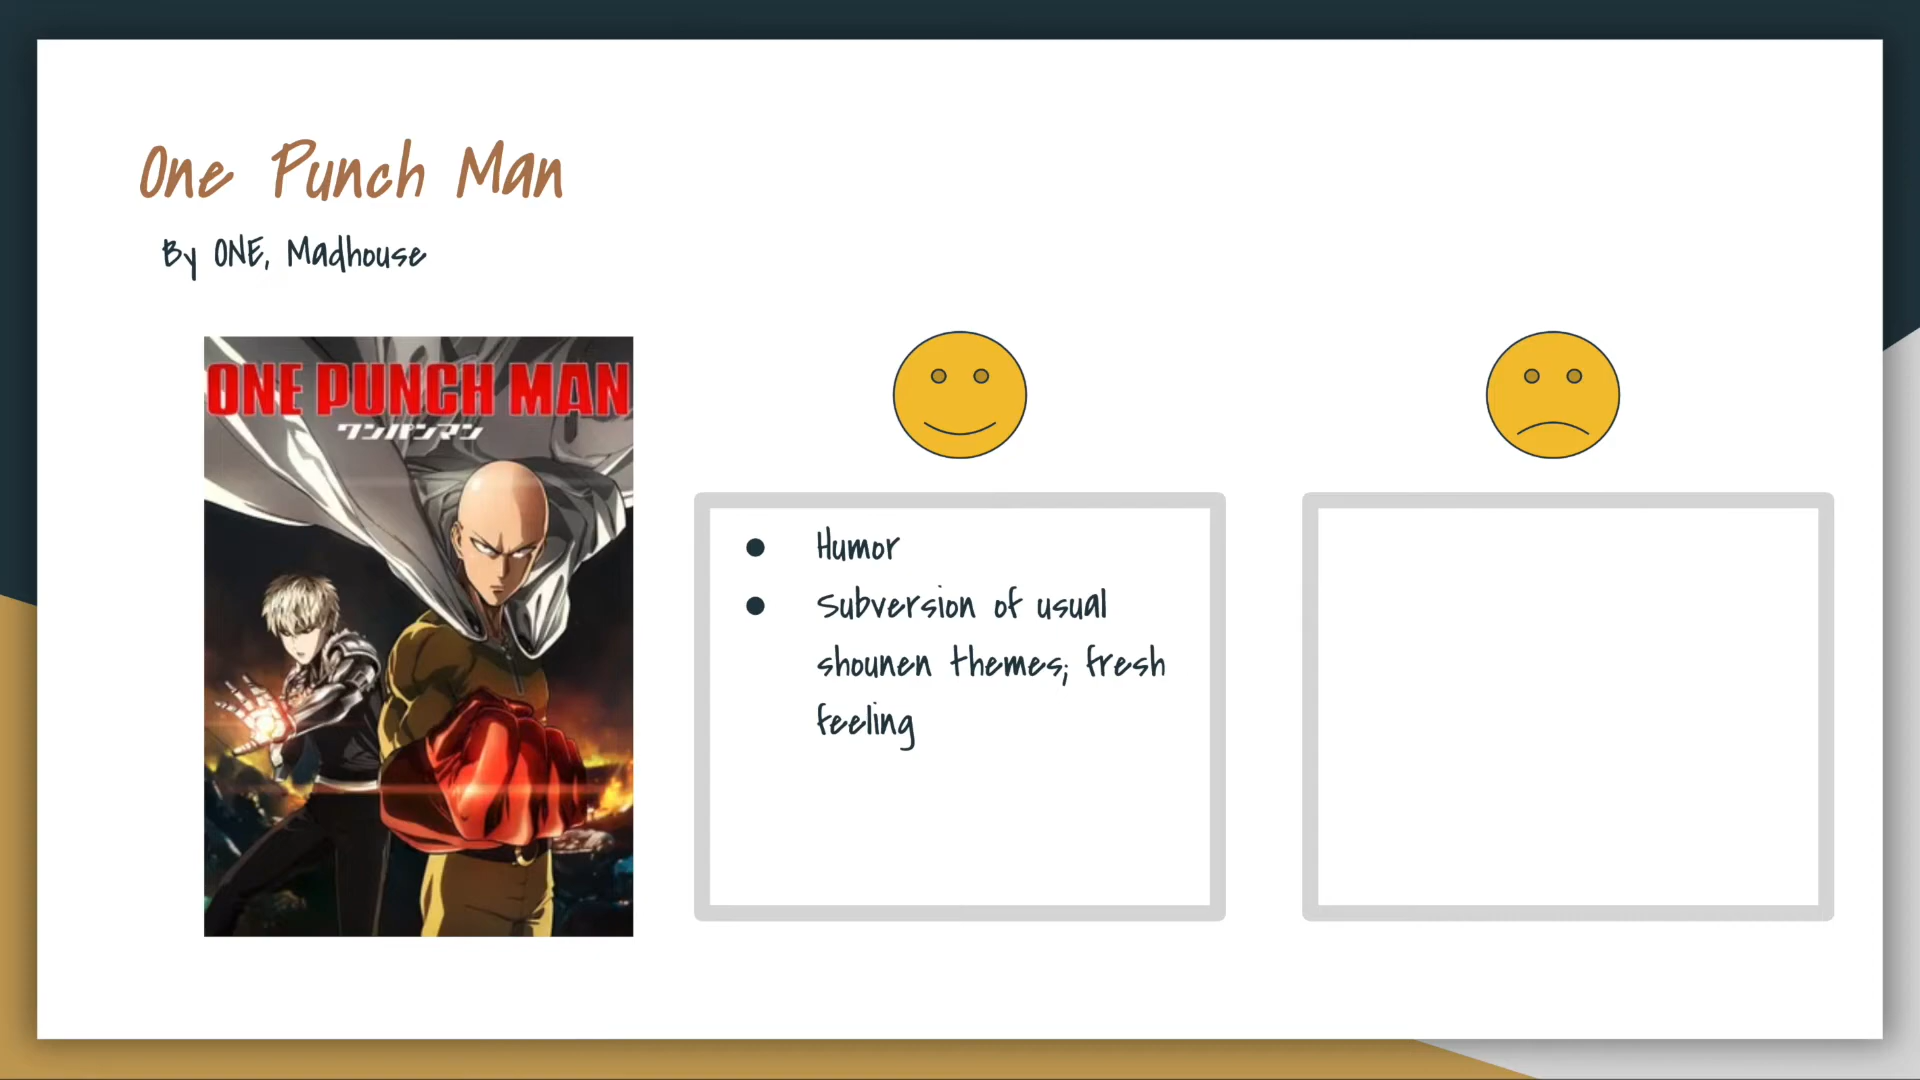 One Punch Man
By ONE, Madhouse
ONE PUNCH MAN
ワンパンマン
● Humor
● Subversion of usual
shounen themes; fresh
feeling